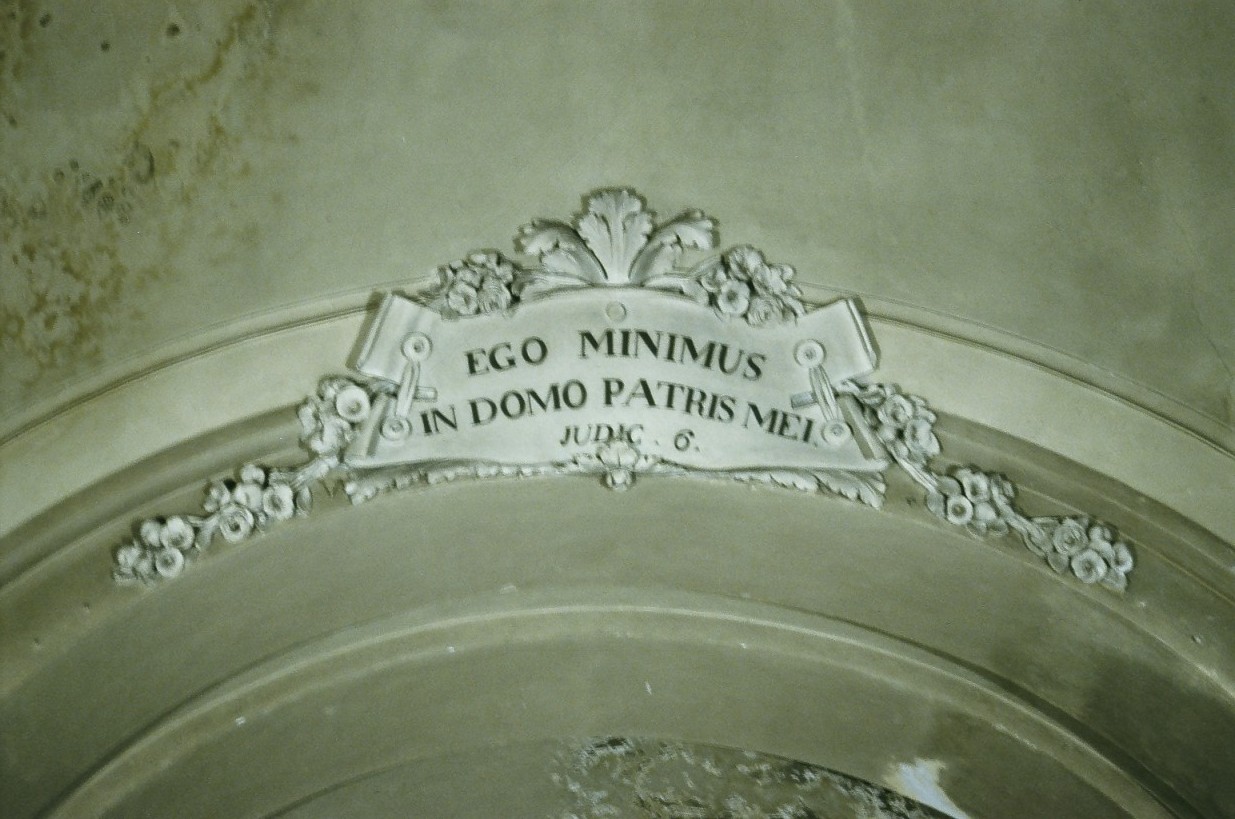 EGO MINIMUS
IN DOMO PATRIS MEI.
JUDIC. 6.